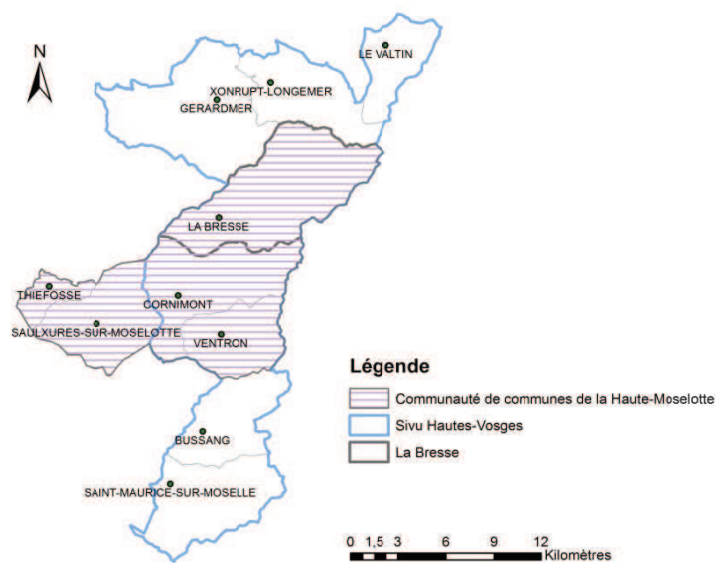 N
LE VALTIN
XONRUPT-LONGEMER
GERARDMER
LA BRESSE
THIEFOSSE
CORNIMONT
SAULXURES-SUR-MOSELOTTE
VENTRON
Légende
Communauté de communes de la Haute-Moselotte
Sivu Hautes-Vosges
La Bresse
BUSSANG
SAINT-MAURICE-SUR-MOSELLE
0 1,5 3 6 9 12
Kilomètres